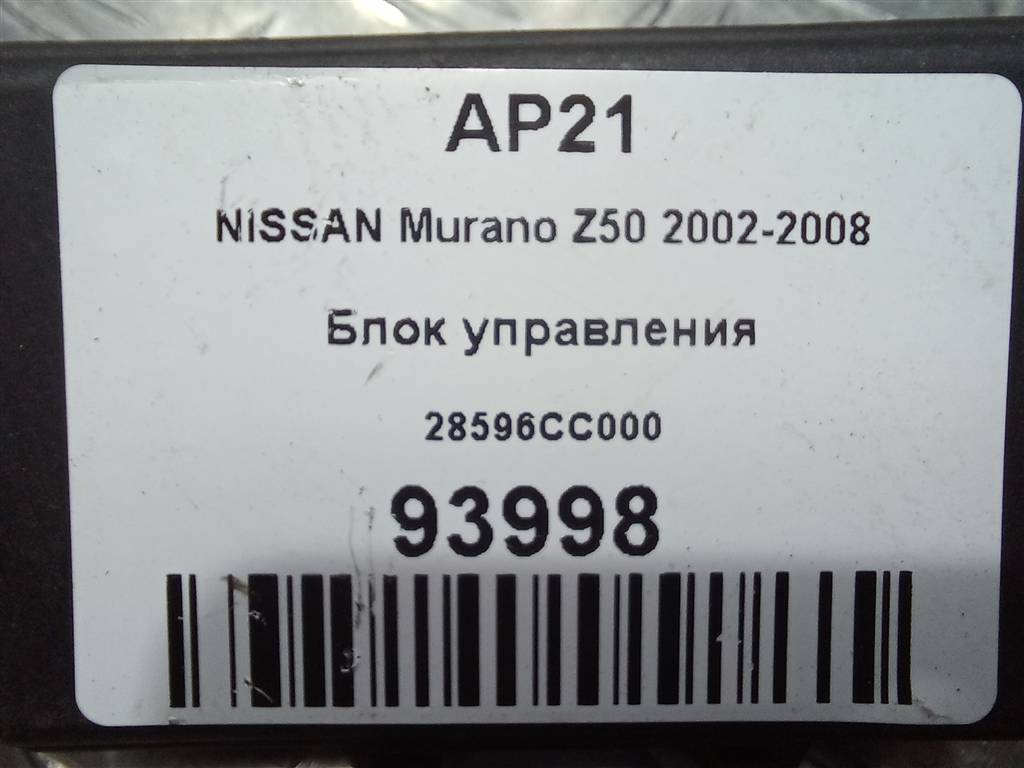 AP21
NISSAN Murano Z50 2002-2008
Блок управления
28596CC000
93998